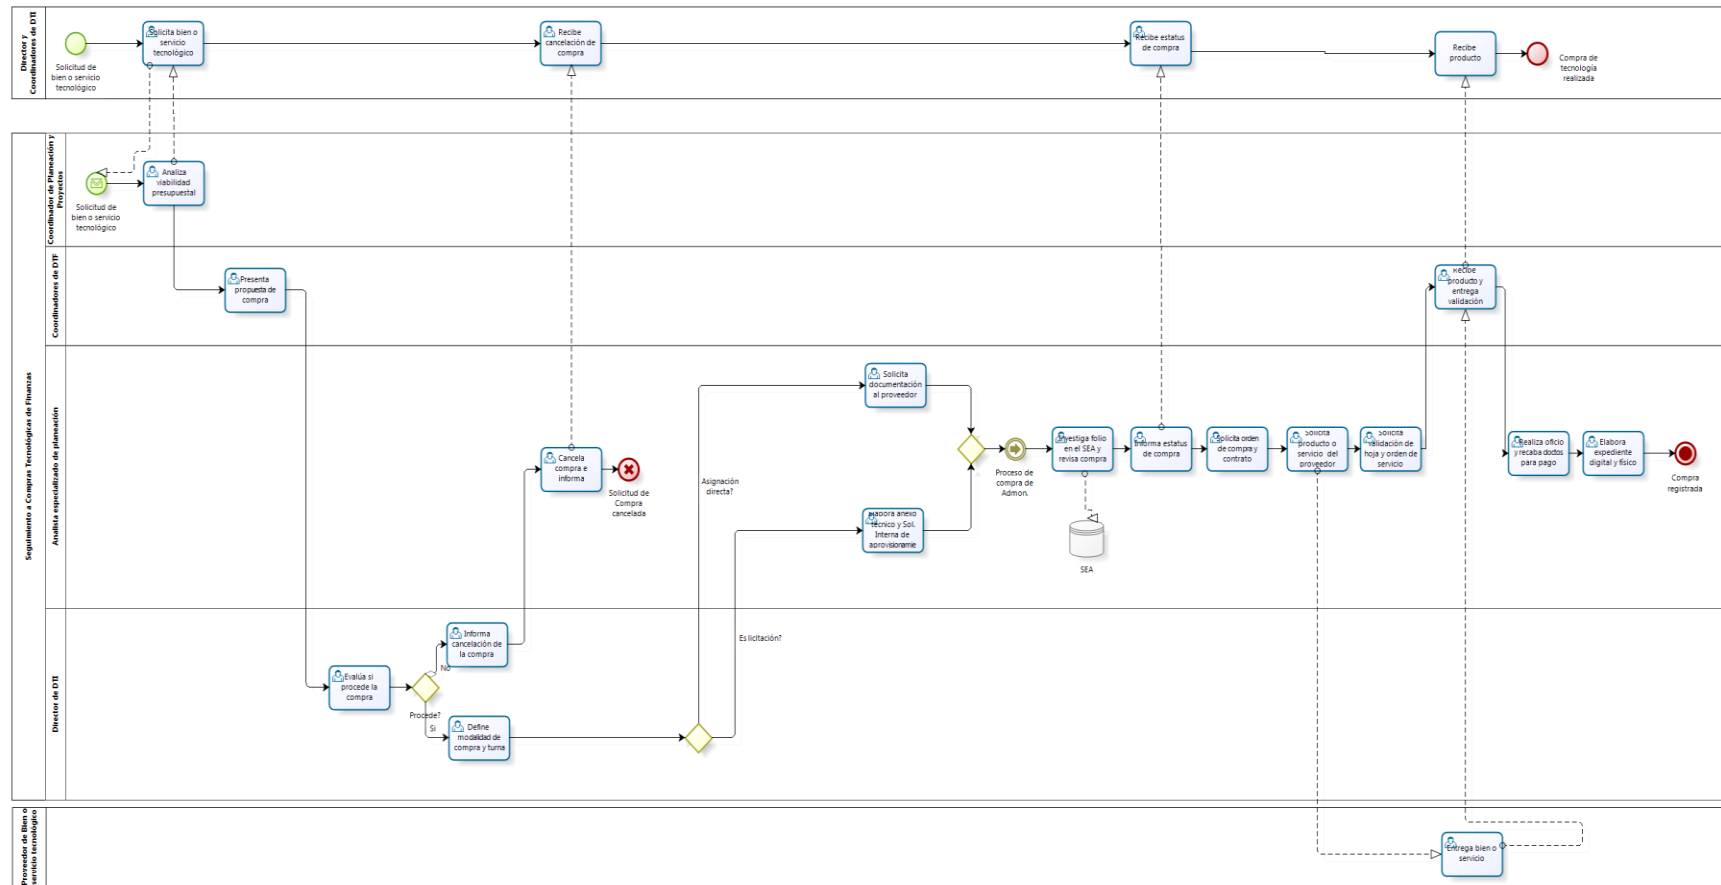 Director y
Coordinadores de DTI
Solicitud de
bien o servicio
tecnológico
Solicita bien o
servicio
tecnológico
Recibe
cancelación de
compra
Recibe estatus
de compra
Recibe
producto
Compra de
tecnología
realizada
Seguimiento a Compras Tecnológicas de Finanzas
Coordinador de Planeación y
Proyectos
Solicitud de
bien o servicio
tecnológico
Analiza
viabilidad
presupuestal
Coordinadores de DTF
Presenta
propuesta de
compra
Recibe
producto y
entrega
validación
Analista especializado de planeación
Cancela
compra e
informa
Solicitud de
Compra
cancelada
Asignación
directa?
Solicita
documentación
al proveedor
Elabora anexo
técnico y Sol.
Interna de
aprovisionamie
Proceso de
compra de
Admon.
Investiga folio
en el SEA y
revisa compra
SEA
Informa estatus
de compra
Solicita orden
de compra y
contrato
Solicita
producto o
servicio del
proveedor
Solicita
validación de
hoja y orden de
servicio
Realiza oficio
y recaba doctos
para pago
Elabora
expediente
digital y físico
Compra
registrada
Director de DTI
Evalúa si
procede la
compra
Procede?
No
Si
Informa
cancelación de
la compra
Define
modalidad de
compra y turna
Es licitación?
Proveedor de Bien o
servicio tecnológico
Entrega bien o
servicio